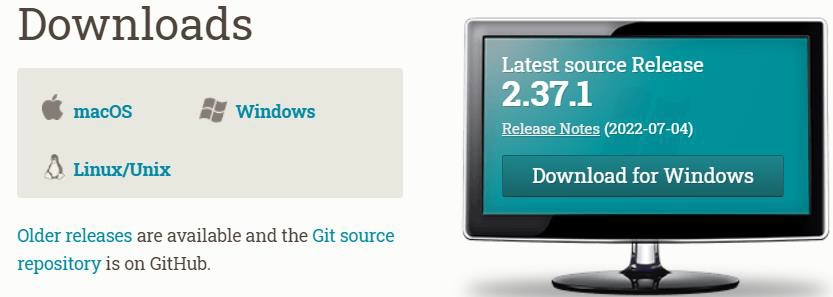 Downloads
macOS
Windows
Linux/Unix
Older releases are available and the Git source
repository is on GitHub.
Latest source Release
2.37.1
Release Notes (2022-07-04)
Download for Windows